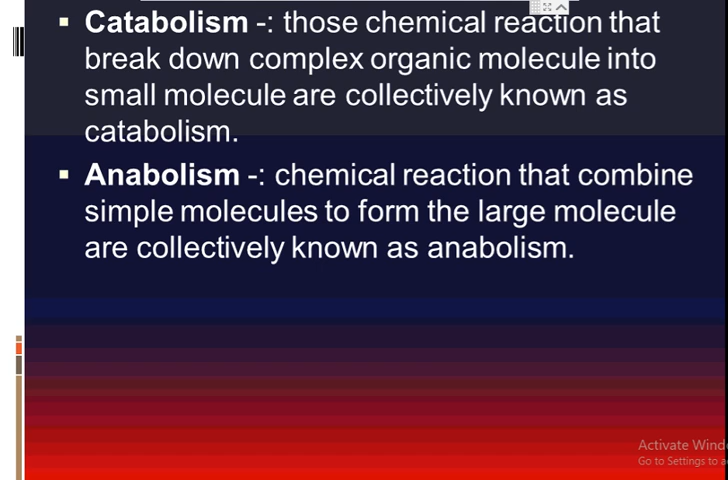 ▪ Catabolism -: those chemical reaction that
break down complex organic molecule into
small molecule are collectively known as
catabolism.
▪ Anabolism -: chemical reaction that combine
simple molecules to form the large molecule
are collectively known as anabolism.
Activate Wind
Go to Settings to a